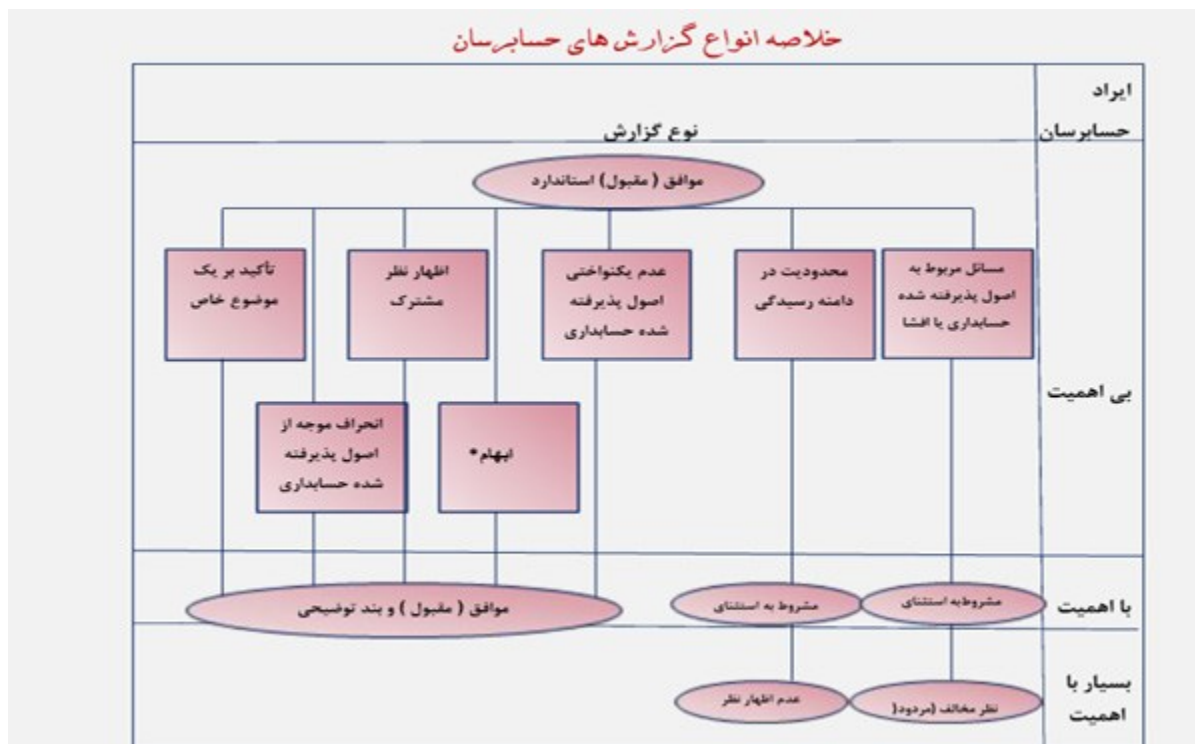 خلاصه انواع گزارش های حسابرسان
ایراد
حسابرسان
نوع گزارش
موافق ( مقبول) استاندارد
مسائل مربوط به
اصول پذیرفته شده
حسابداری یا افشا
محدودیت در
دامنه رسیدگی
عدم یکنواختی
اصول پذیرفته
شده حسابداری
اظهار نظر
مشترک
تأکید بر یک
موضوع خاص
بی اهمیت
ابهام*
انحراف موجه از
اصول پذیرفته
شده حسابداری
با اهمیت
مشروط به استثنای
مشروط به استثنای
موافق ( مقبول ) و بند توضیحی
بسیار با
اهمیت
نظر مخالف (مردود(
عدم اظهار نظر